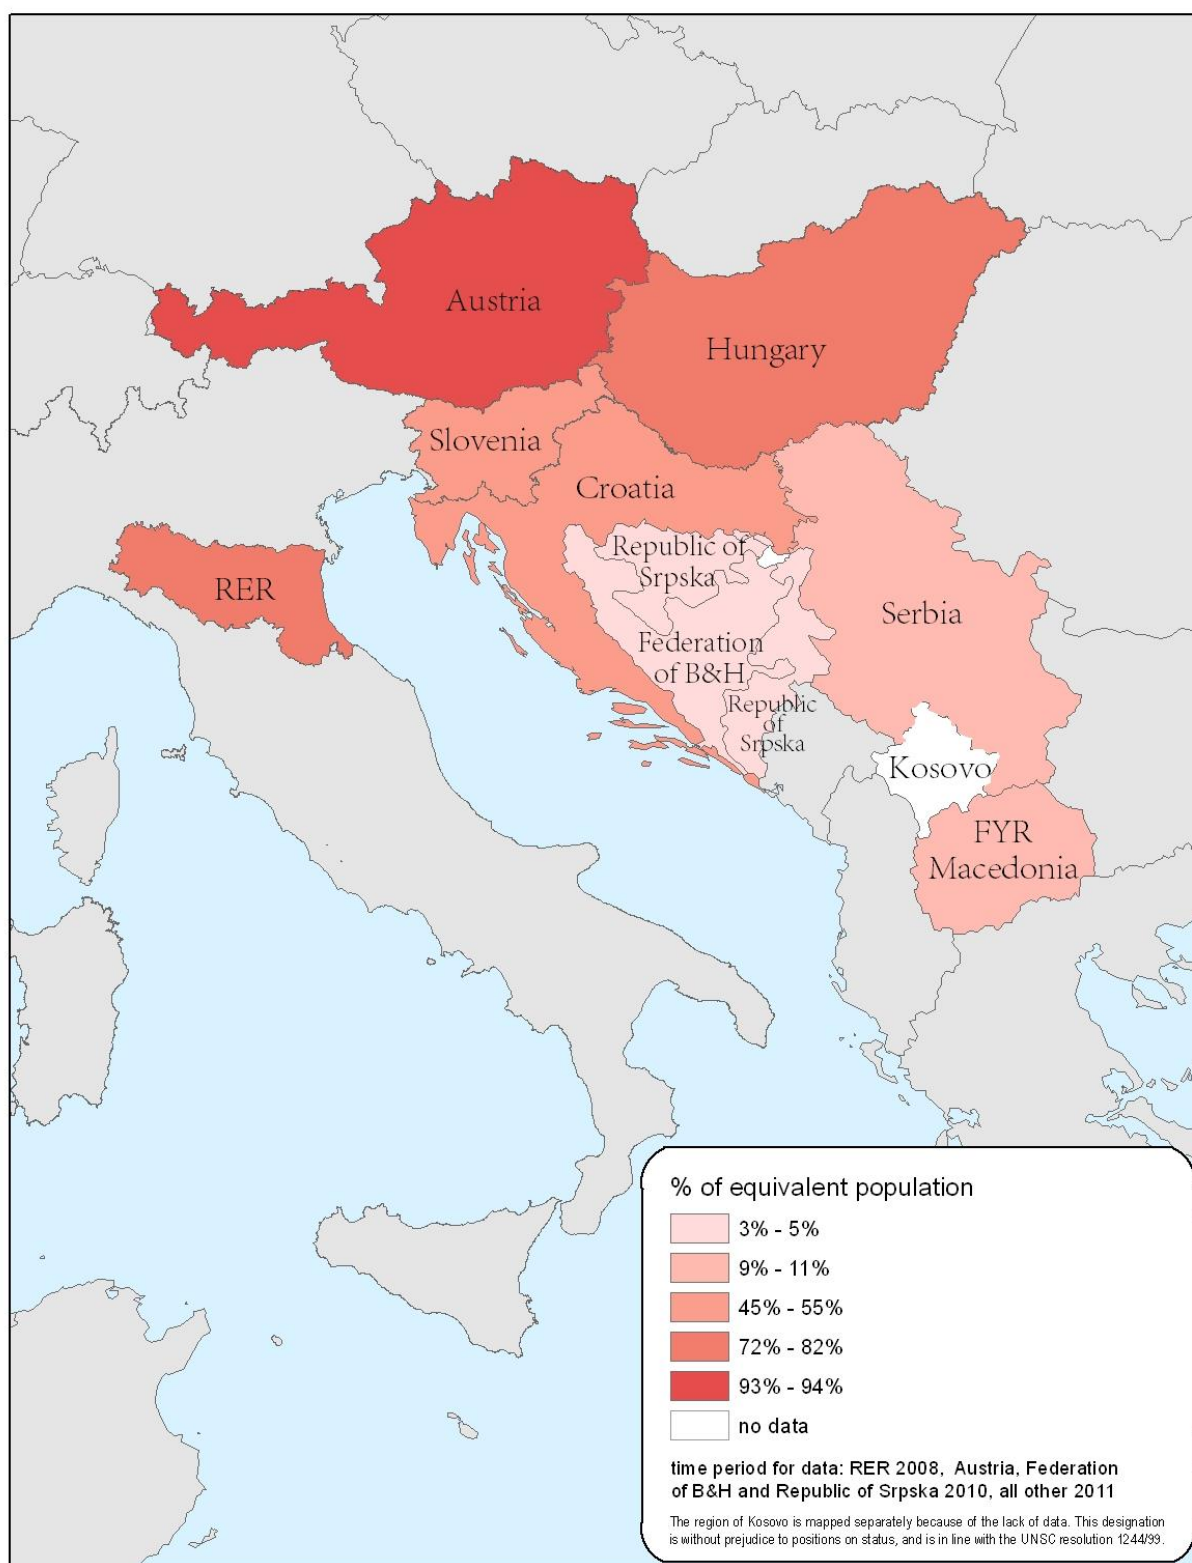 Austria
Hungary
Slovenia
Croatia
Republic of
Srpska
RER
Serbia
Federation
of B&H
Republic
of
Srpska
Kosovo
FYR
Macedonia
% of equivalent population
3% - 5%
9% - 11%
45% - 55%
72% - 82%
93% - 94%
no data
time period for data: RER 2008, Austria, Federation
of B&H and Republic of Srpska 2010, all other 2011
The region of Kosovo is mapped separately because of the lack of data. This designation
is without prejudice to positions on status, and is in line with the UNSC resolution 1244/99.